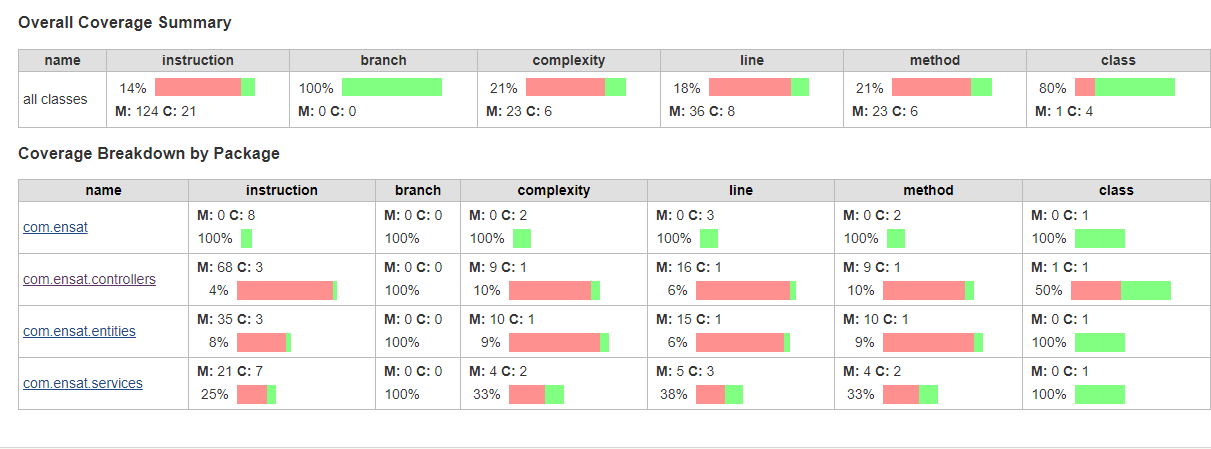 Overall Coverage Summary
name instruction branch complexity line method class
all classes 14% 100% 21% 18% 21% 80%
M: 124 C: 21 M: 0 C: 0 M: 23 C: 6 M: 36 C: 8 M: 23 C: 6 M: 1 C: 4
Coverage Breakdown by Package
name instruction branch complexity line method class
com.ensat M: 0 C: 8 M: 0 C: 0 M: 0 C: 2 M: 0 C: 3 M: 0 C: 2 M: 0 C: 1
100% 100% 100% 100% 100% 100%
com.ensat.controllers M: 68 C: 3 M: 0 C: 0 M: 9 C: 1 M: 16 C: 1 M: 9 C: 1 M: 1 C: 1
4% 100% 10% 6% 10% 50%
com.ensat.entities M: 35 C: 3 M: 0 C: 0 M: 10 C: 1 M: 15 C: 1 M: 10 C: 1 M: 0 C: 1
8% 100% 9% 6% 9% 100%
com.ensat.services M: 21 C: 7 M: 0 C: 0 M: 4 C: 2 M: 5 C: 3 M: 4 C: 2 M: 0 C: 1
25% 100% 33% 38% 33% 100%